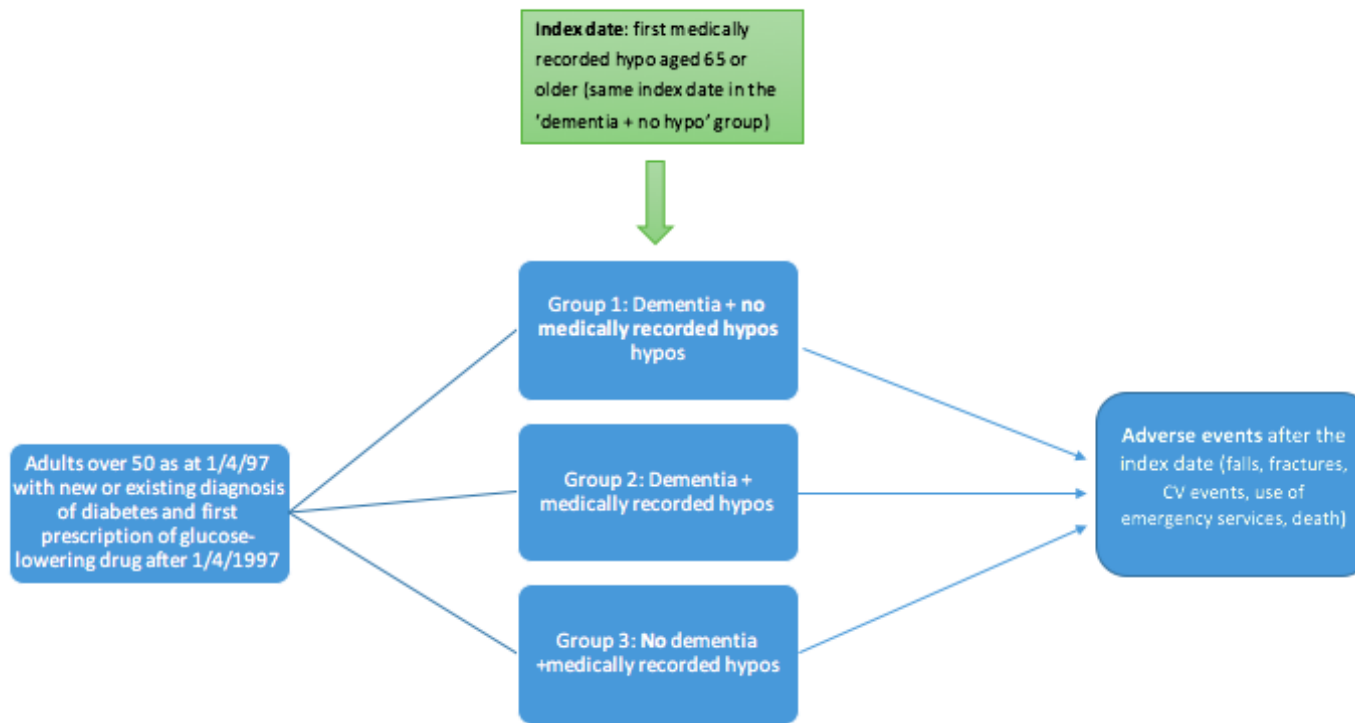 Index date: first medically
recorded hypo aged 65 or
older (same index date in the
'dementia + no hypo' group)
Group 1: Dementia + no
medically recorded hypos
hypos
Adults over 50 as at 1/4/97
with new or existing diagnosis
of diabetes and first
prescription of glucose-
lowering drug after 1/4/1997
Group 2: Dementia +
medically recorded hypos
Group 3: No dementia
+medically recorded hypos
Adverse events after the
index date (falls, fractures,
CV events, use of
emergency services, death)